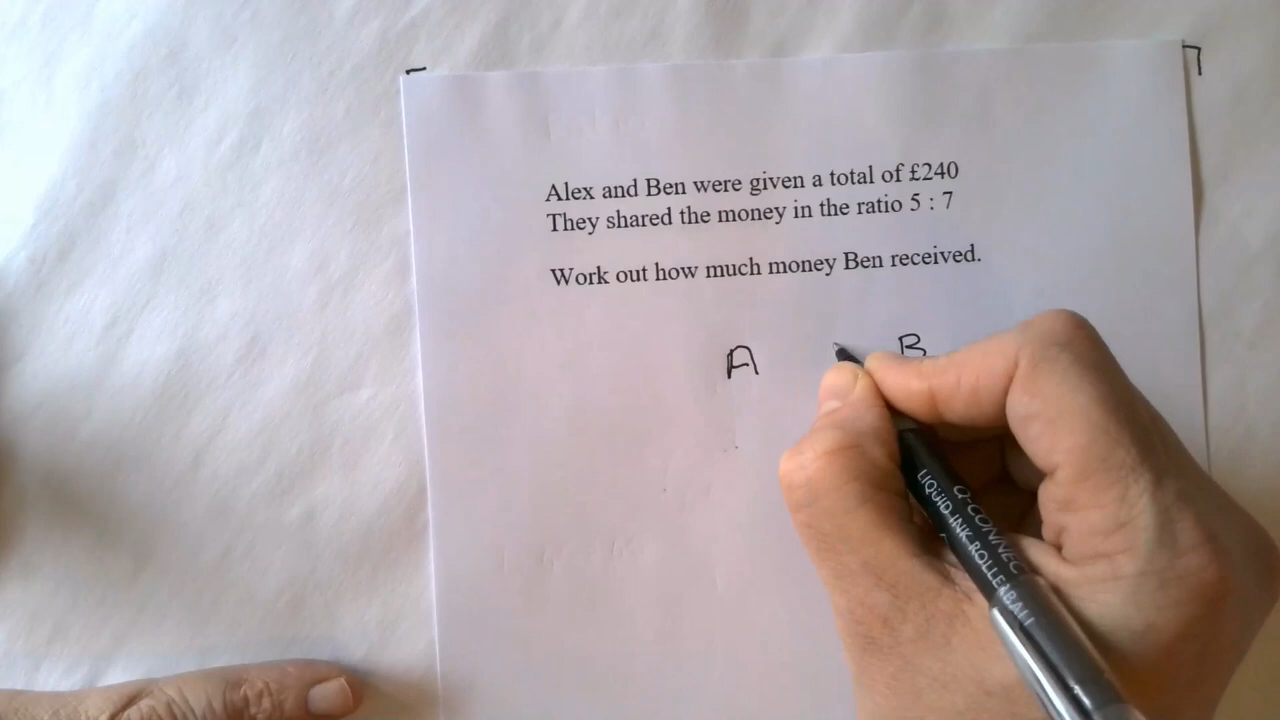 Alex and Ben were given a total of £240
They shared the money in the ratio 5 : 7
Work out how much money Ben received.
A B
Q-CONNEC
LIQUID INK ROLLERBALL